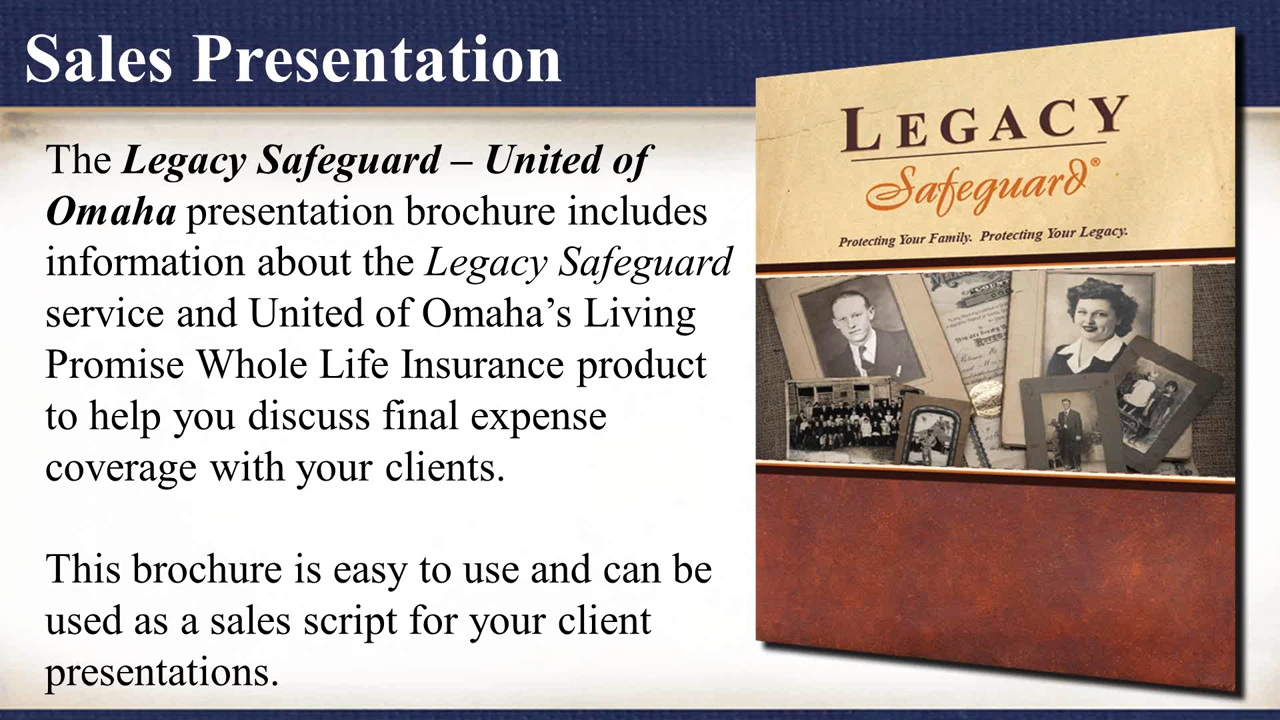 Sales Presentation
The Legacy Safeguard – United of
Omaha presentation brochure includes
information about the Legacy Safeguard
service and United of Omaha’s Living
Promise Whole Life Insurance product
to help you discuss final expense
coverage with your clients.
This brochure is easy to use and can be
used as a sales script for your client
presentations.
LEGACY
Safeguard®
Protecting Your Family. Protecting Your Legacy.